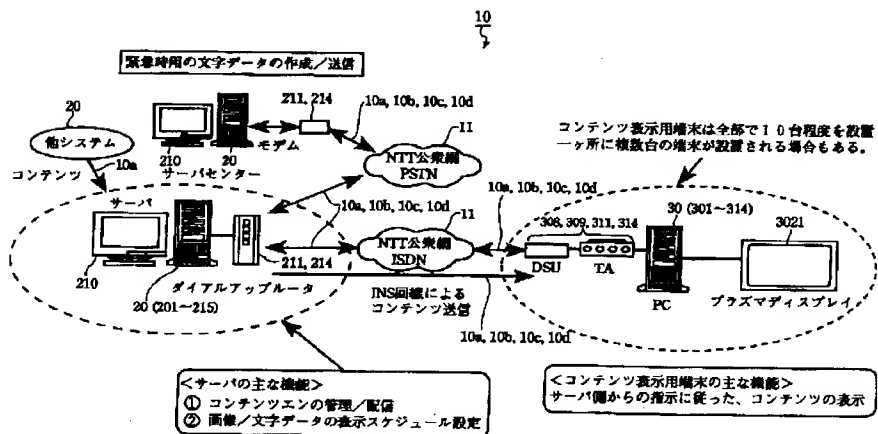 10
緊急時用の文字データの作成/送信
211, 214
10a, 10b, 10c, 10d
20
他システム
10a
コンテンツ
210
20
モデム
サーバセンター
11
NTT公衆網
PSTN
コンテンツ表示用端末は全部で10台程度を設置
一ヶ所に複数台の端末が設置される場合もある。
サーバ
10a, 10b, 10c, 10d
11
10a, 10b, 10c, 10d
308, 309, 311, 314
30 (301～314)
3021
NTT公衆網
ISDN
210
211, 214
DSU
TA
PC
プラズマディスプレイ
ダイアルアップルータ
20 (201～215)
INS回線による
コンテンツ送信
10a, 10b, 10c, 10d
<サーバの主な機能>
① コンテンツエンの管理/配信
② 画像/文字データの表示スケジュール設定
<コンテンツ表示用端末の主な機能>
サーバ側からの指示に従った、コンテンツの表示